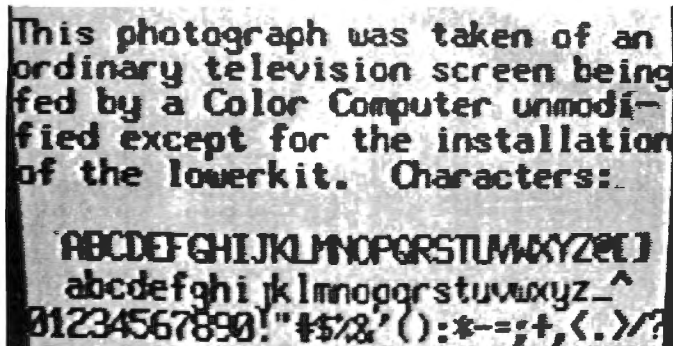 This photograph was taken of an
ordinary television screen being
fed by a Color Computer unmodi-
fied except for the installation
of the lowerkit.  Characters:
ABCDEFGHIJKLMNOPQRSTUVWXYZ@[]
abcdefghijklmnopqrstuvwxyz_^
01234567890!"#$%&'():*-=;+,<.>/?